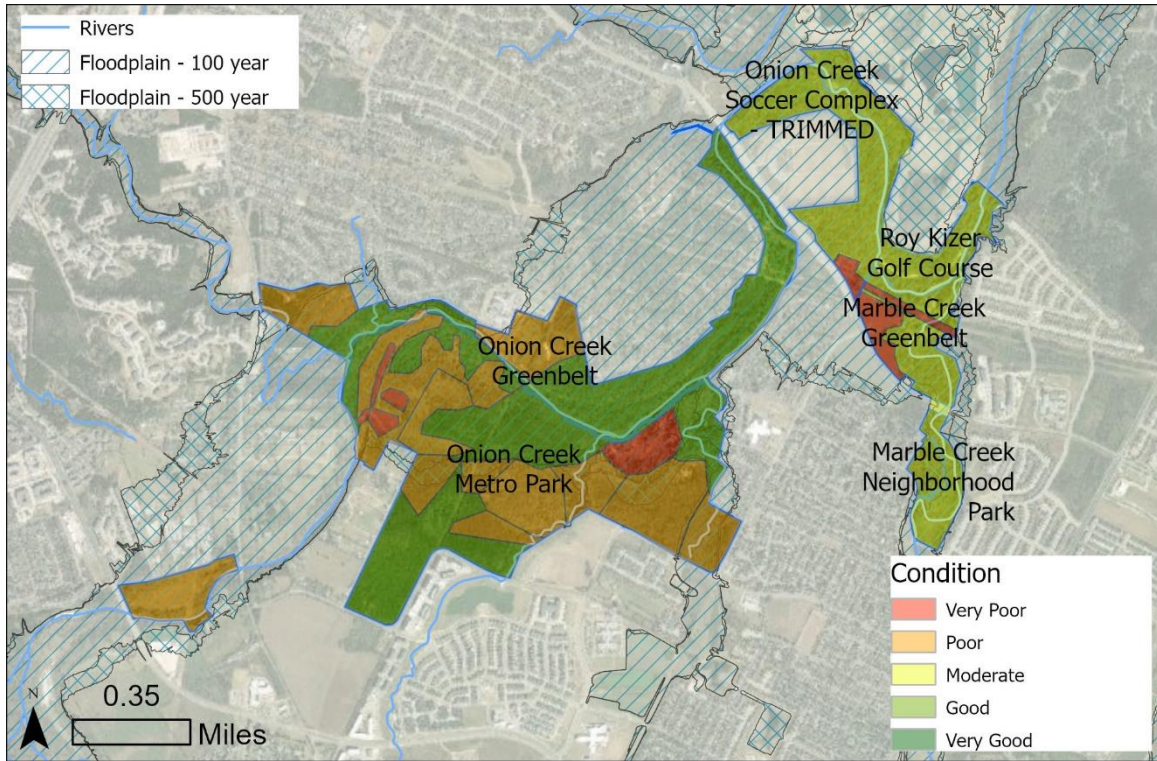 Rivers
Floodplain - 100 year
Floodplain - 500 year
Onion Creek
Soccer Complex
- TRIMMED
Roy Kizer
Golf Course
Marble Creek
Greenbelt
Onion Creek
Greenbelt
Onion Creek
Metro Park
Marble Creek
Neighborhood
Park
Condition
Very Poor
Poor
Moderate
Good
Very Good
N
0.35
Miles